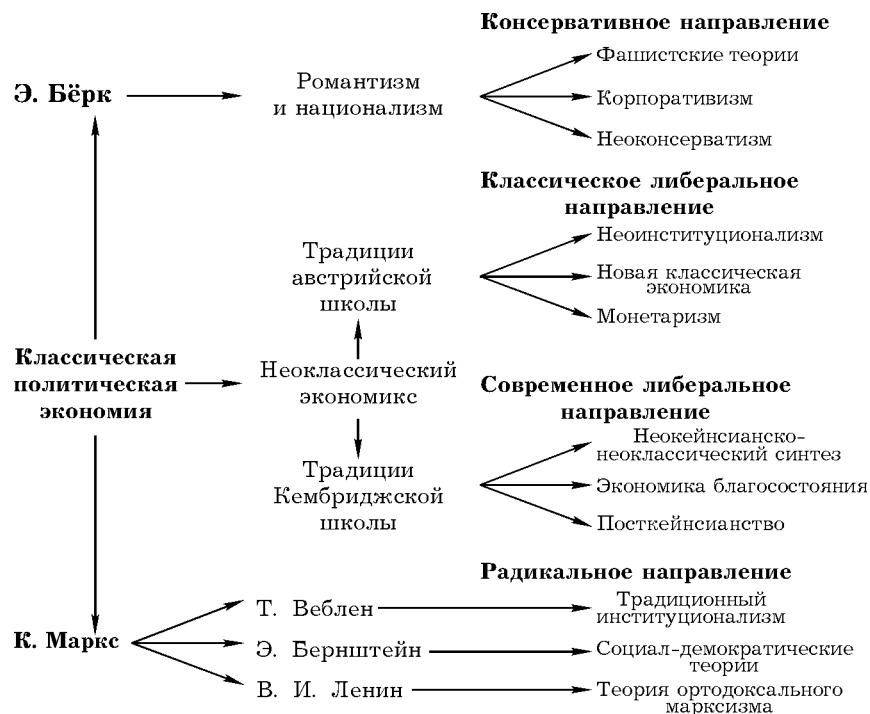 Консервативное направление
Фашистские теории
Э. Бёрк
Романтизм
и национализм
Корпоративизм
Неоконсерватизм
Классическое либеральное
направление
Традиции
австрийской
школы
Неоинституционализм
Новая классическая
экономика
Монетаризм
Классическая
политическая
экономия
Неоклассический
экономикс
Современное либеральное
направление
Традиции
Кембриджской
школы
Неокейнсианско-
неоклассический синтез
Экономика благосостояния
Посткейнсианство
Радикальное направление
К. Маркс
Т. Веблен
Традиционный
институционализм
Э. Бернштейн
Социал-демократические
теории
В. И. Ленин
Теория ортодоксального
марксизма